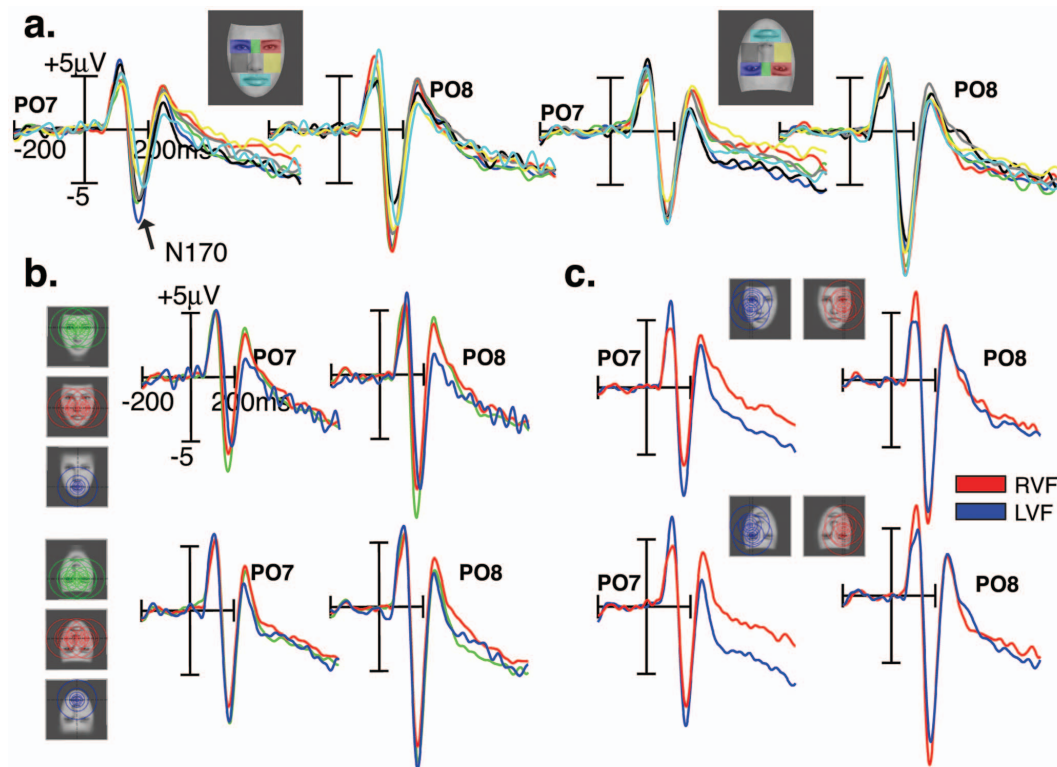 a.
+5μV
PO7
-200
200ms
-5
N170
PO8
PO7
PO8
b.
+5μV
PO7
-200
200ms
-5
PO8
PO7
PO8
c.
PO7
PO8
RVF
LVF
PO7
PO8